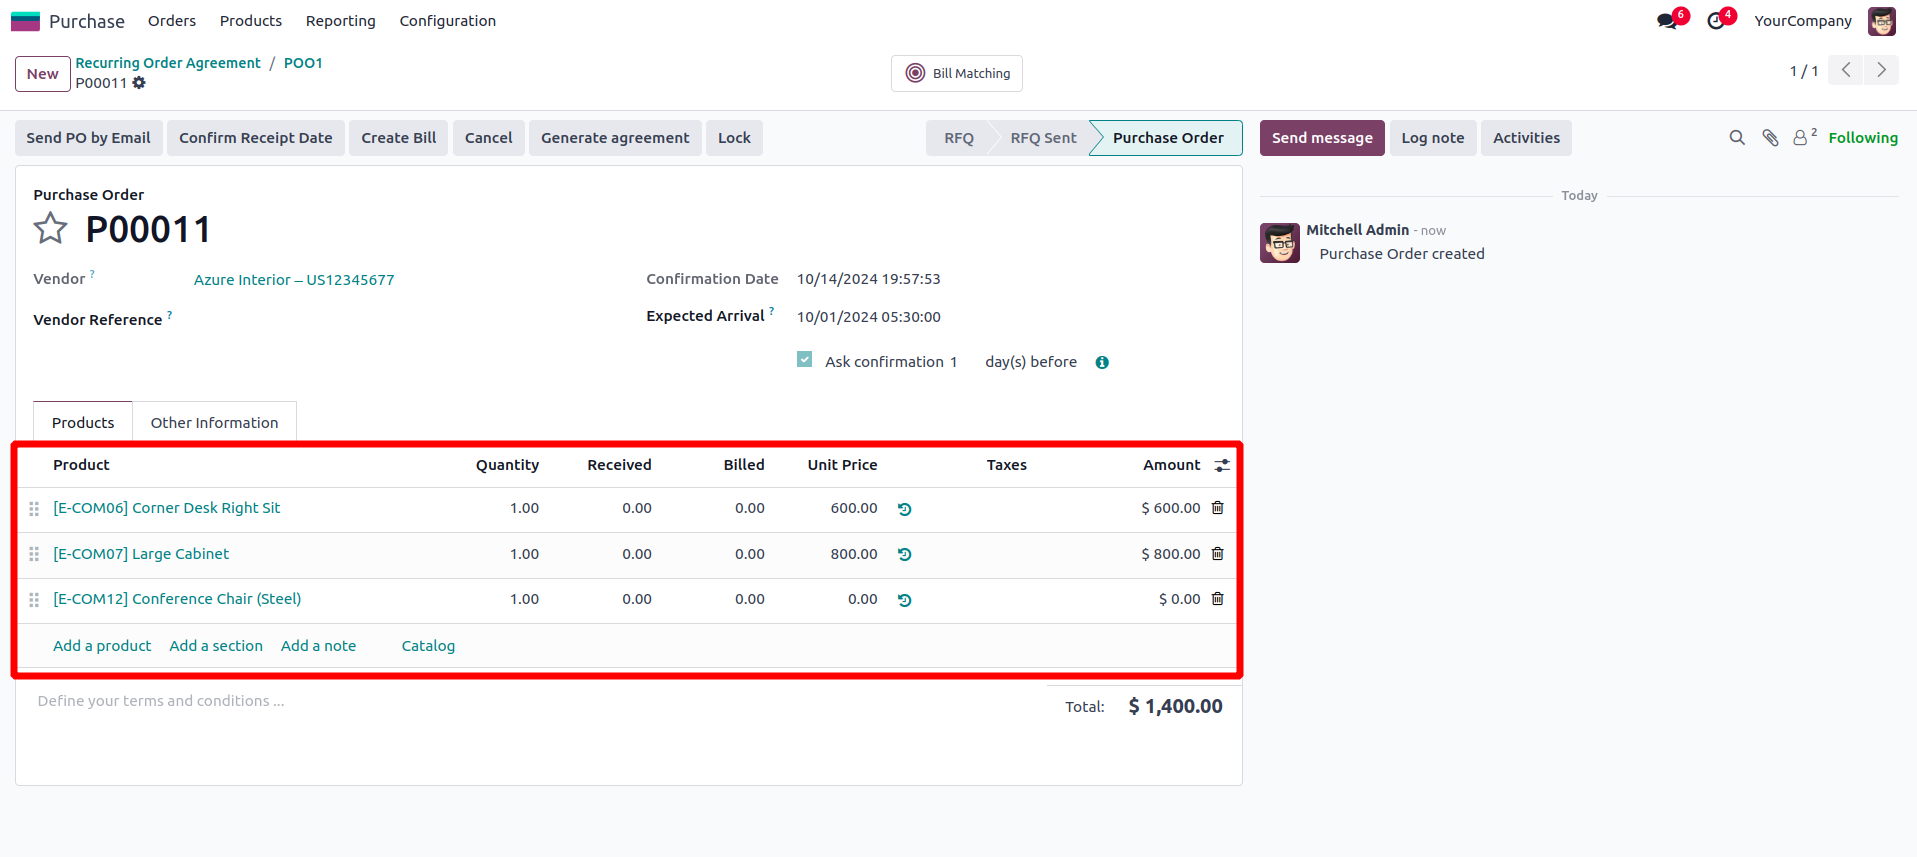 Purchase Orders Products Reporting Configuration 6 4 YourCompany
New Recurring Order Agreement / POO1 Bill Matching 1 / 1
P00011
Send PO by Email Confirm Receipt Date Create Bill Cancel Generate agreement Lock RFQ RFQ Sent Purchase Order Send message Log note Activities 2 Following
Purchase Order
P00011
Vendor ? Azure Interior – US12345677
Vendor Reference ?
Confirmation Date 10/14/2024 19:57:53
Expected Arrival ? 10/01/2024 05:30:00
Ask confirmation 1 day(s) before
Products Other Information
Product Quantity Received Billed Unit Price Taxes Amount
[E-COM06] Corner Desk Right Sit 1.00 0.00 0.00 600.00 $ 600.00
[E-COM07] Large Cabinet 1.00 0.00 0.00 800.00 $ 800.00
[E-COM12] Conference Chair (Steel) 1.00 0.00 0.00 0.00 $ 0.00
Add a product Add a section Add a note Catalog
Define your terms and conditions ...
Total: $ 1,400.00
Today
Mitchell Admin - now
Purchase Order created